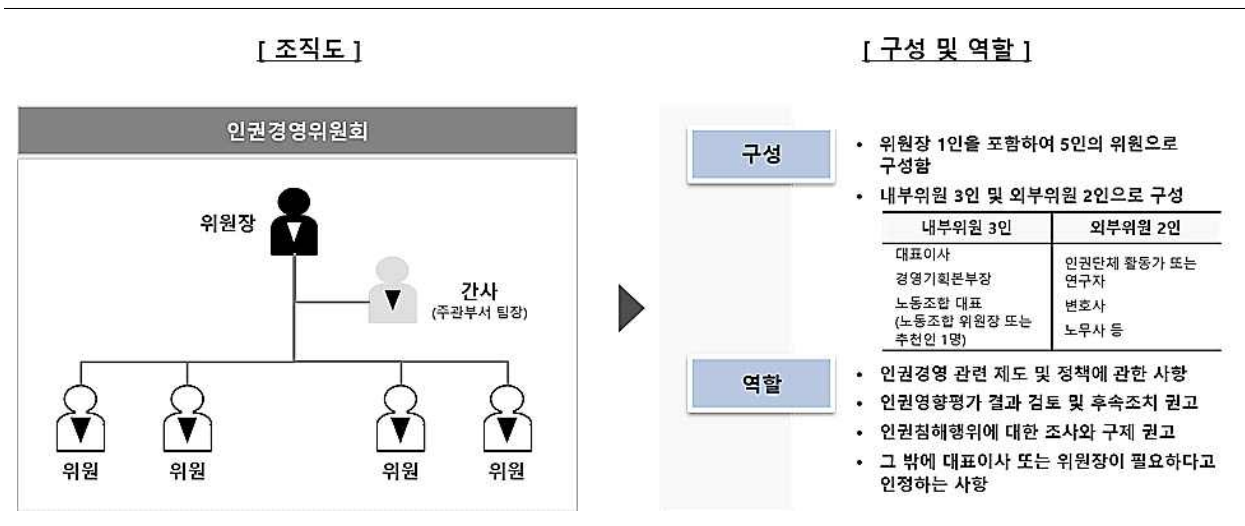 [ 조직도 ]
인권경영위원회
위원장
간사
(주관부서 팀장)
위원
위원
위원
위원
[ 구성 및 역할 ]
구성
• 위원장 1인을 포함하여 5인의 위원으로
구성함
• 내부위원 3인 및 외부위원 2인으로 구성
내부위원 3인
외부위원 2인
대표이사
경영기획본부장
노동조합 대표
(노동조합 위원장 또는
추천인 1명)
인권단체 활동가 또는
연구자
변호사
노무사 등
역할
• 인권경영 관련 제도 및 정책에 관한 사항
• 인권영향평가 결과 검토 및 후속조치 권고
• 인권침해행위에 대한 조사와 구제 권고
• 그 밖에 대표이사 또는 위원장이 필요하다고
인정하는 사항